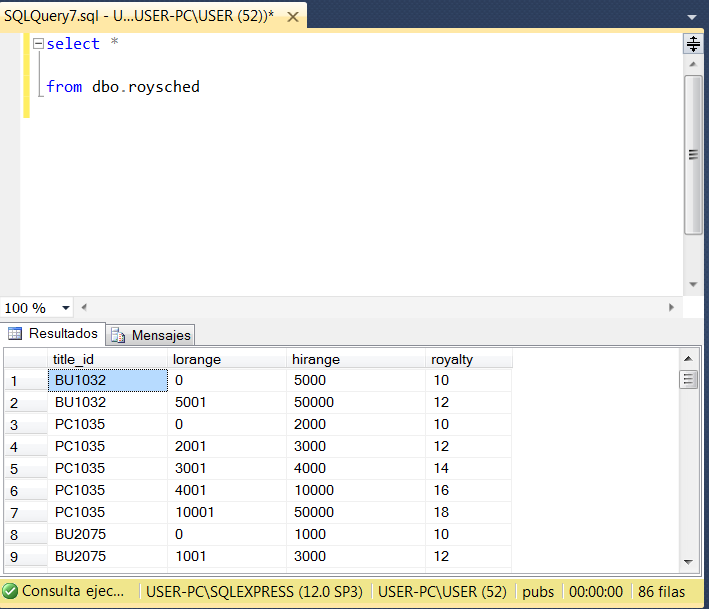 SQLQuery7.sql - U...USER-PC\USER (52))*
select *
from dbo.roysched
100 %
Resultados Mensajes
title_id lorange hirange royalty
1 BU1032 0 5000 10
2 BU1032 5001 50000 12
3 PC1035 0 2000 10
4 PC1035 2001 3000 12
5 PC1035 3001 4000 14
6 PC1035 4001 10000 16
7 PC1035 10001 50000 18
8 BU2075 0 1000 10
9 BU2075 1001 3000 12
Consulta ejec... USER-PC\SQLEXPRESS (12.0 SP3) USER-PC\USER (52) pubs 00:00:00 86 filas